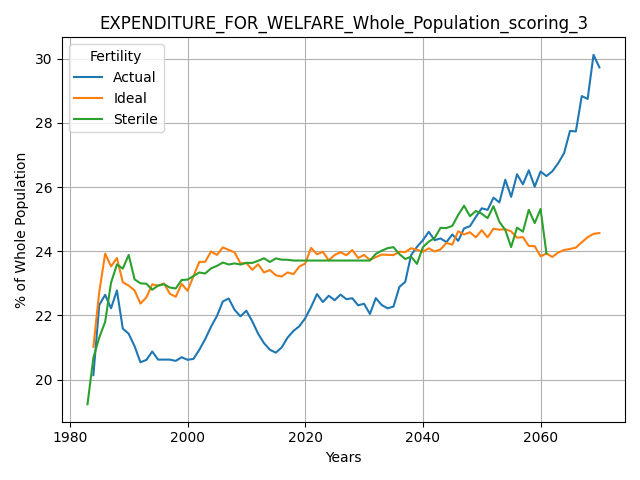 EXPENDITURE_FOR_WELFARE_Whole_Population_scoring_3
Fertility
Actual
Ideal
Sterile
% of Whole Population
30
28
26
24
22
20
1980
2000
2020
2040
2060
Years